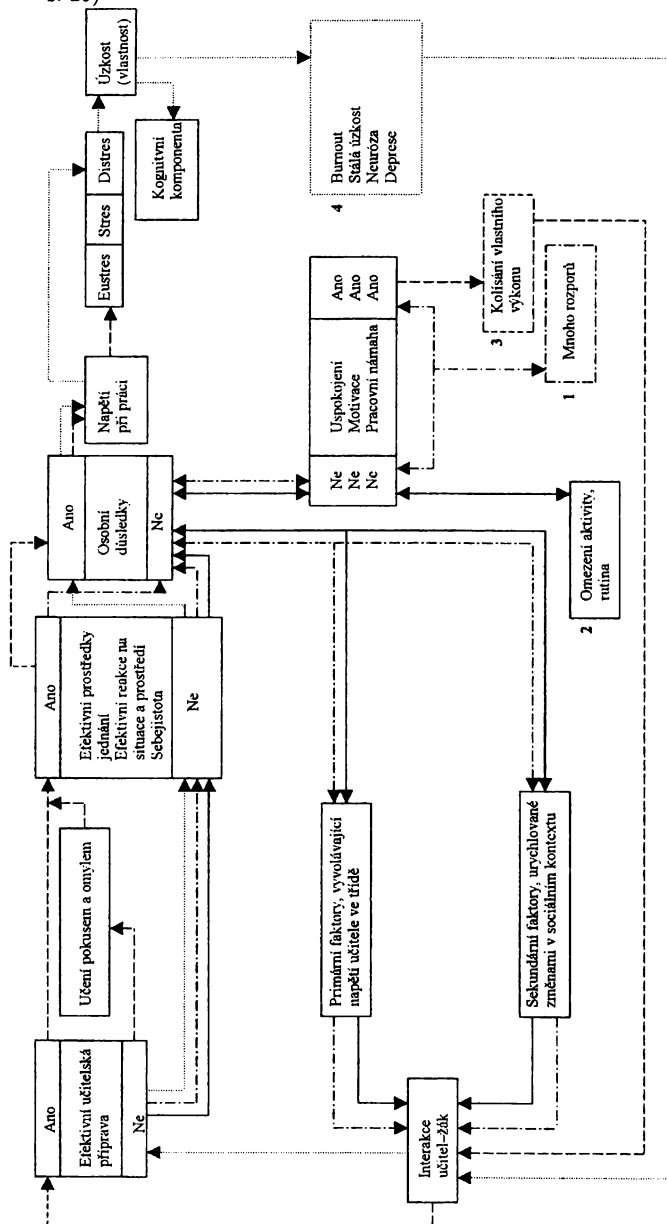 Ano
Efektivní učitelská
příprava
Ne
Učení pokusem a omylem
Ano
Efektivní prostředky
jednání
Efektivní reakce na
situace a prostředí
Sebejistota
Ne
Ano
Osobní
důsledky
Ne
Napětí
při práci
Eustres
Stres
Distres
Úzkost
(vlastnost)
Kognitivní
komponenta
Interakce
učitel–žák
Primární faktory, vyvolávající
napětí učitele ve třídě
Sekundární faktory, urychlované
změnami v sociálním kontextu
Ne
Ne
Ne
Uspokojení
Motivace
Pracovní námaha
Ano
Ano
Ano
2
Omezení aktivity,
rutina
1
Mnoho rozporů
3
Kolísání vlastního
výkonu
4
Burnout
Stálá úzkost
Neuróza
Deprese